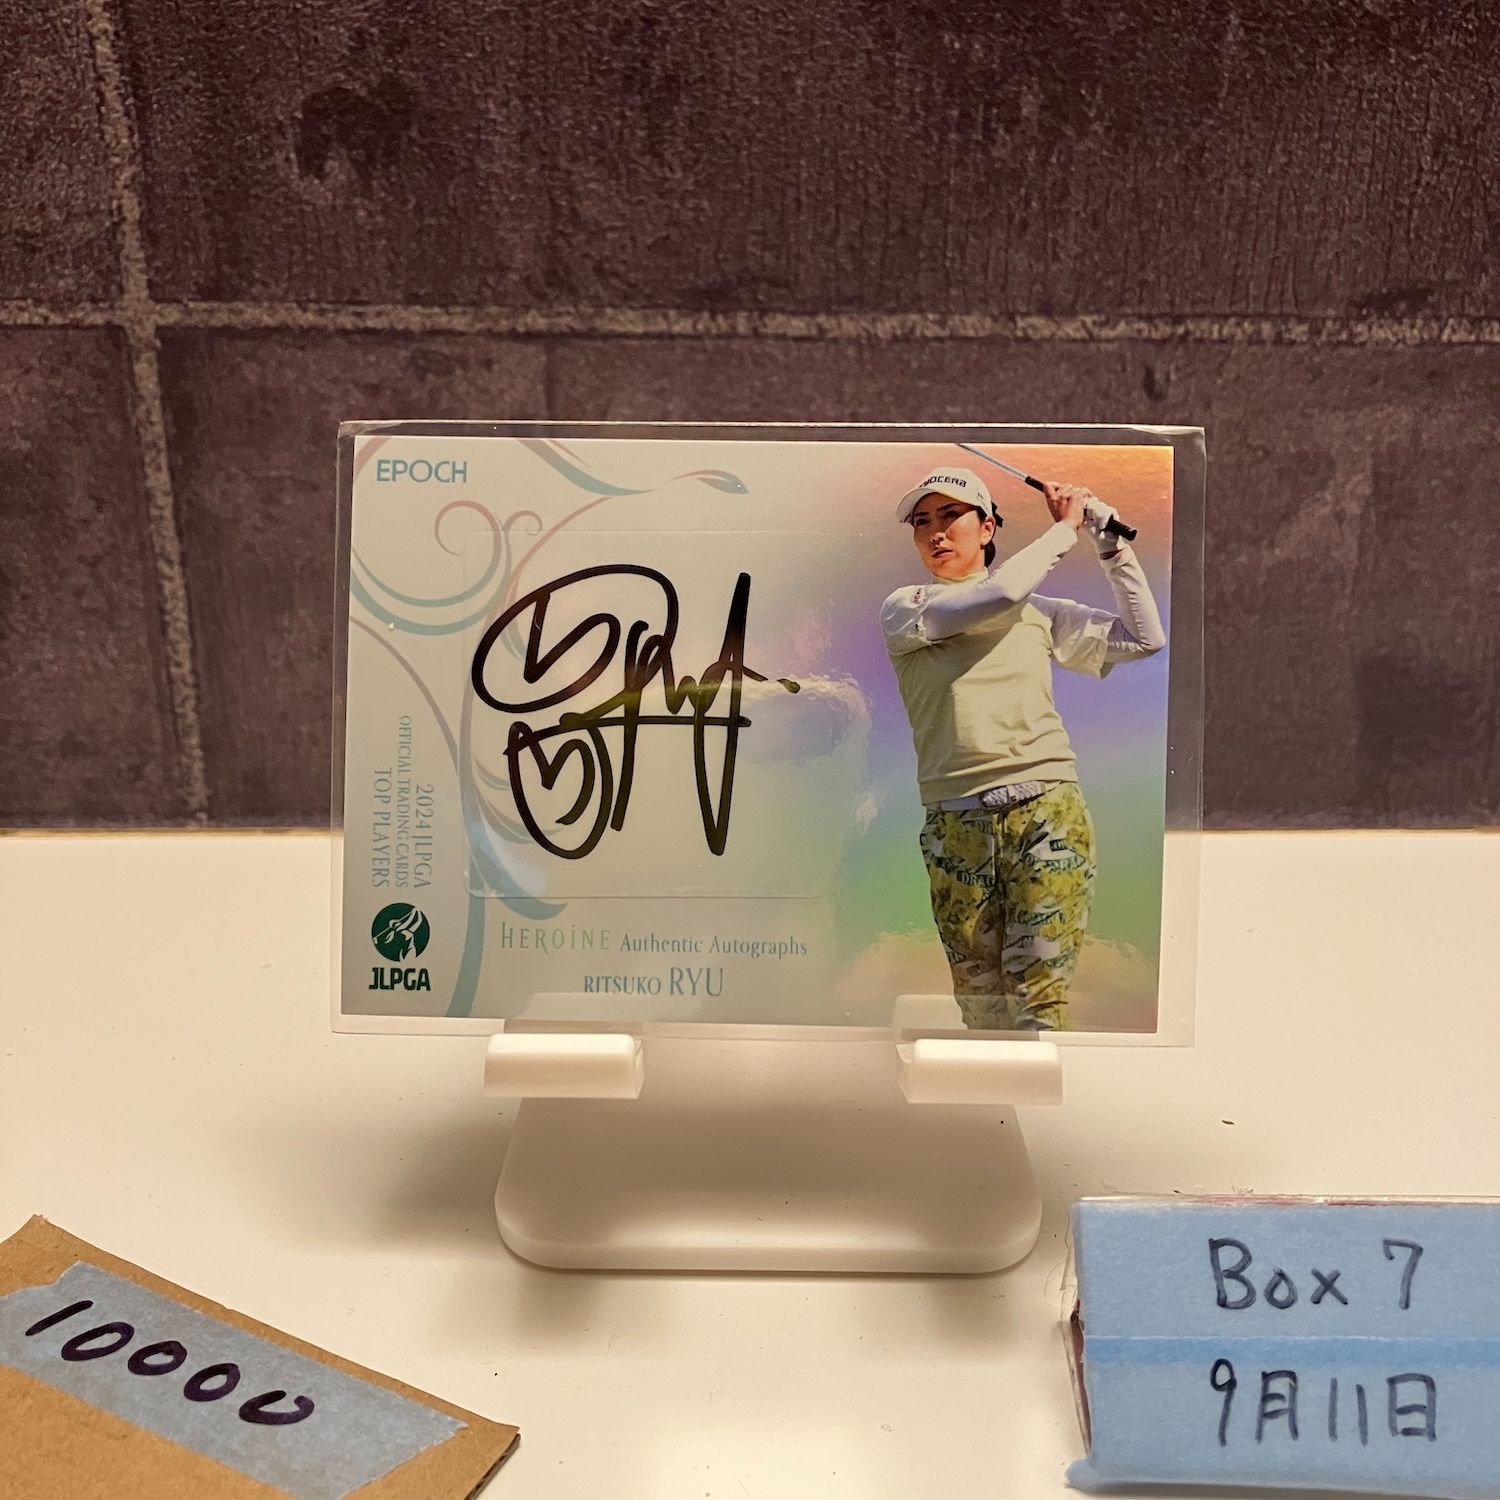 EPOCH
KYOCERA
2024 JLPGA
OFFICIAL TRADING CARDS
TOP PLAYERS
JLPGA
HEROINE Authentic Autographs
RITSUKO RYU
10000
Box 7
9月11日